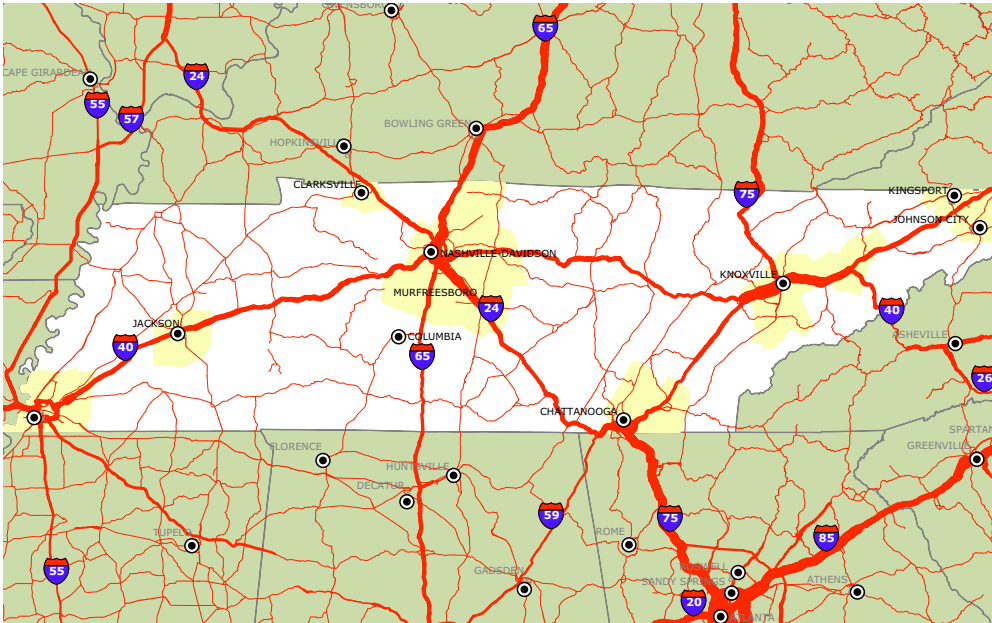 OWENSBORO
65
CAPE GIRARDEA
24
55
57
BOWLING GREEN
HOPKINSVILLE
CLARKSVILLE
75
KINGSPORT
JOHNSON CITY
NASHVILLE-DAVIDSON
KNOXVILLE
MURFREESBORO
24
40
JACKSON
COLUMBIA
ASHEVILLE
40
65
26
CHATTANOOGA
SPARTAN
FLORENCE
GREENVILLE
HUNTSVILLE
DECATUR
59
75
TUPELO
ROME
85
55
GADSDEN
ROSWELL
SANDY SPRINGS
ATHENS
20
ATLANTA